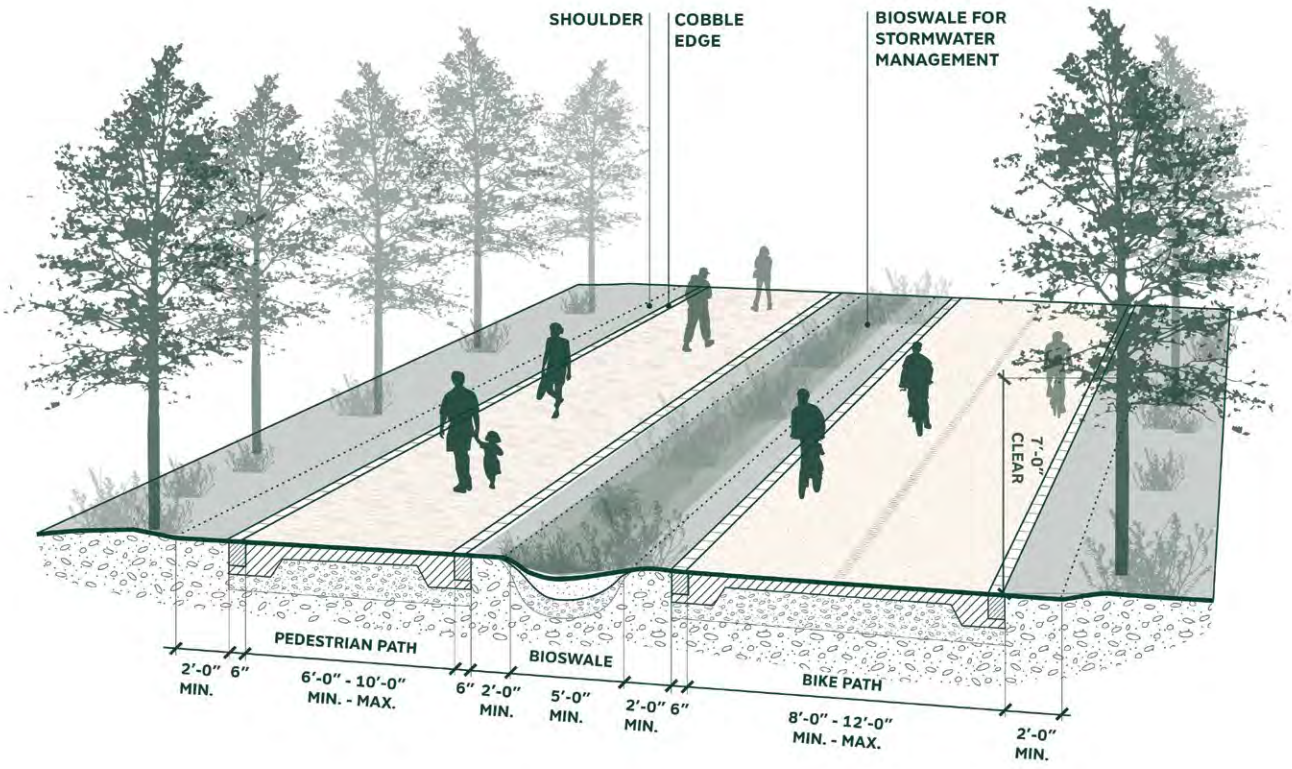 SHOULDER
COBBLE
EDGE
BIOSWALE FOR
STORMWATER
MANAGEMENT
7'-0"
CLEAR
PEDESTRIAN PATH
BIOSWALE
BIKE PATH
2'-0"
MIN.
6"
6'-0" - 10'-0"
MIN. - MAX.
6"
2'-0"
MIN.
5'-0"
MIN.
2'-0"
MIN.
6"
8'-0" - 12'-0"
MIN. - MAX.
2'-0"
MIN.